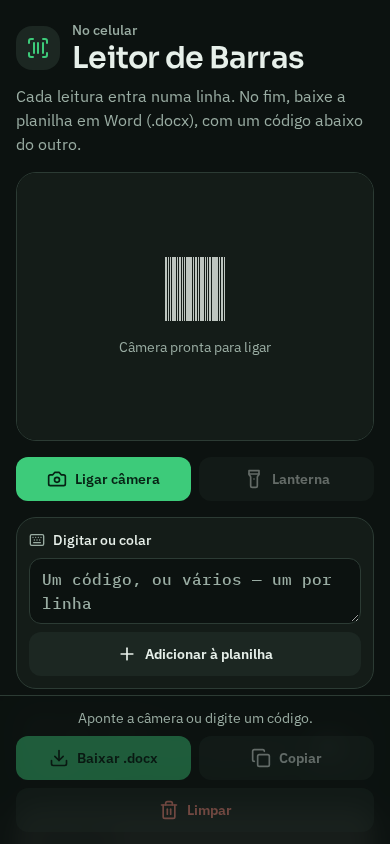 No celular
Leitor de Barras
Cada leitura entra numa linha. No fim, baixe a
planilha em Word (.docx), com um código abaixo
do outro.
Câmera pronta para ligar
Ligar câmera
Lanterna
Digitar ou colar
Um código, ou vários — um por
linha
Adicionar à planilha
Aponte a câmera ou digite um código.
Baixar .docx
Copiar
Limpar